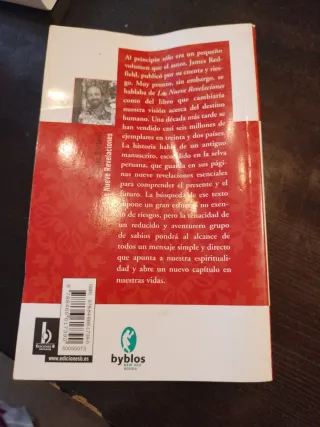 Al principio sólo era un pequeño
volumen que el autor, James Red-
field, publicó por su cuenta y ries-
go. Muy pronto, sin embargo, se
hablaba de Las Nueve Revelaciones
como del libro que cambiaría
nuestra visión acerca del destino
humano. Una década más tarde se
han vendido casi seis millones de
ejemplares en treinta y dos países.
La historia habla de un antiguo
manuscrito, escondido en la selva
peruana, que guarda en sus pági-
nas nueve revelaciones esenciales
para comprender el presente y el
futuro. La búsqueda de ese texto
supone un gran esfuerzo no exen-
to de riesgos, pero la tenacidad de
un reducido y aventurero grupo
de sabios pondrá al alcance de
todos un mensaje simple y directo
que apunta a nuestra espirituali-
dad y abre un nuevo capítulo en
nuestras vidas.
nueve Revelaciones
www.edicionesb.es
byblos